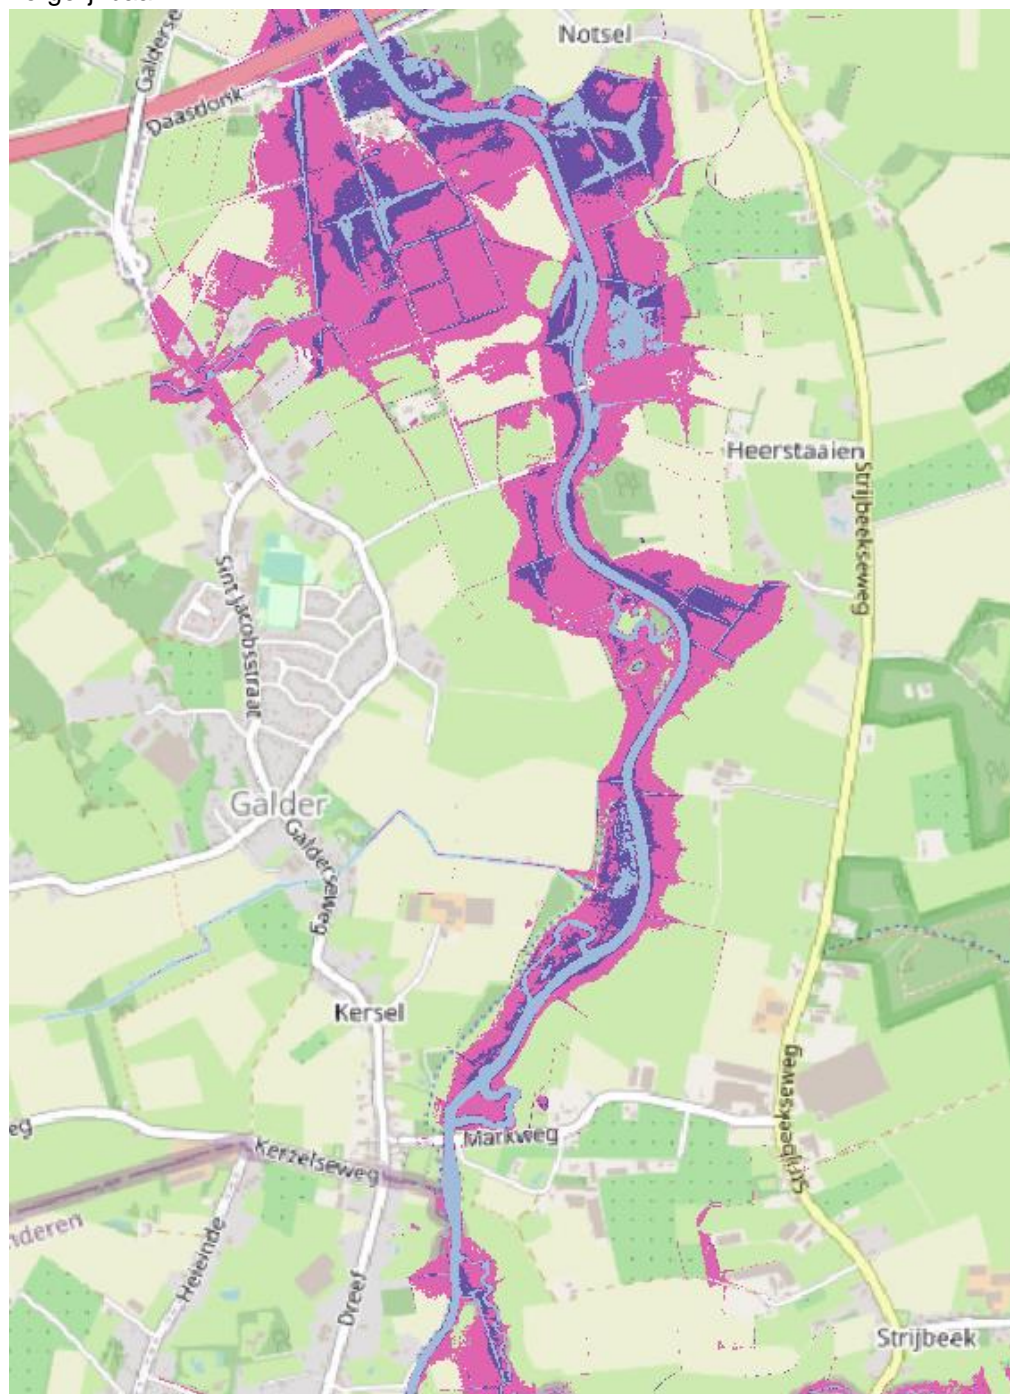 Notsel
Galderse
Daasdonk
Heerstaaien
Strijbeekseweg
Sint Jacobsstraat
Galder
Galderseweg
Kersel
Strijbeekseweg
eg
Markweg
Kerzelseweg
nderen
Heieinde
Dreef
Strijbeek